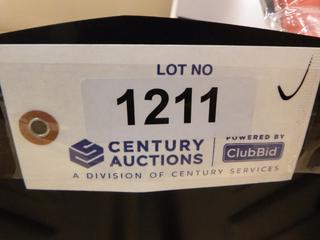 LOT NO
1211
CENTURY
AUCTIONS
POWERED BY
ClubBid
A DIVISION OF CENTURY SERVICES